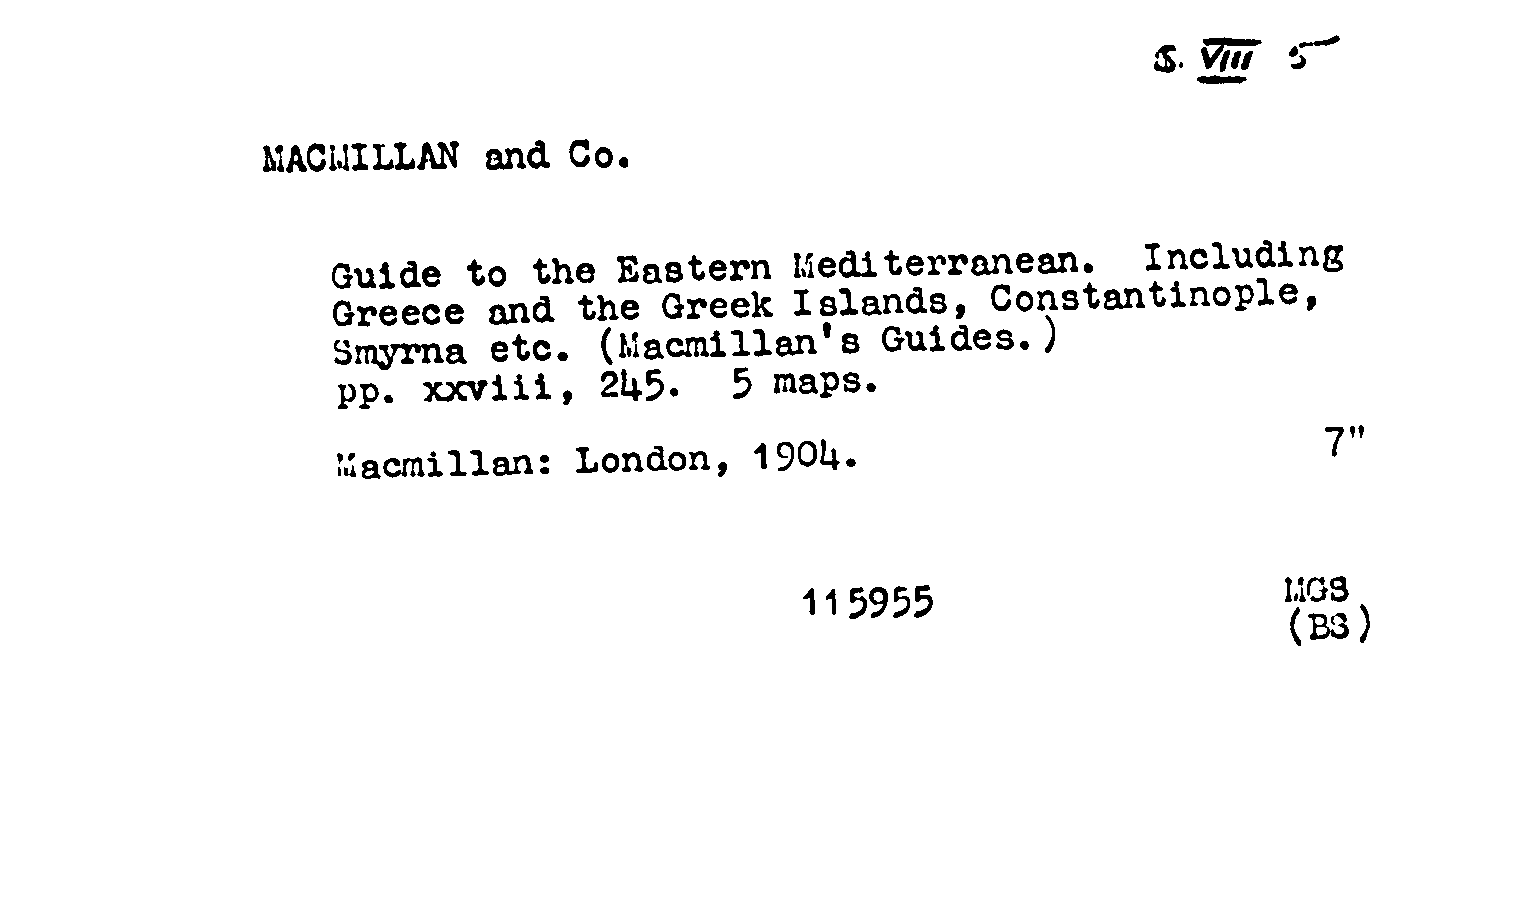 S. VIII 5
MACMILLAN and Co.
Guide to the Eastern Mediterranean. Including
Greece and the Greek Islands, Constantinople,
Smyrna etc. (Macmillan's Guides.)
pp. xxviii, 245. 5 maps.
7"
Macmillan: London, 1904.
115955
MGS
(BS)